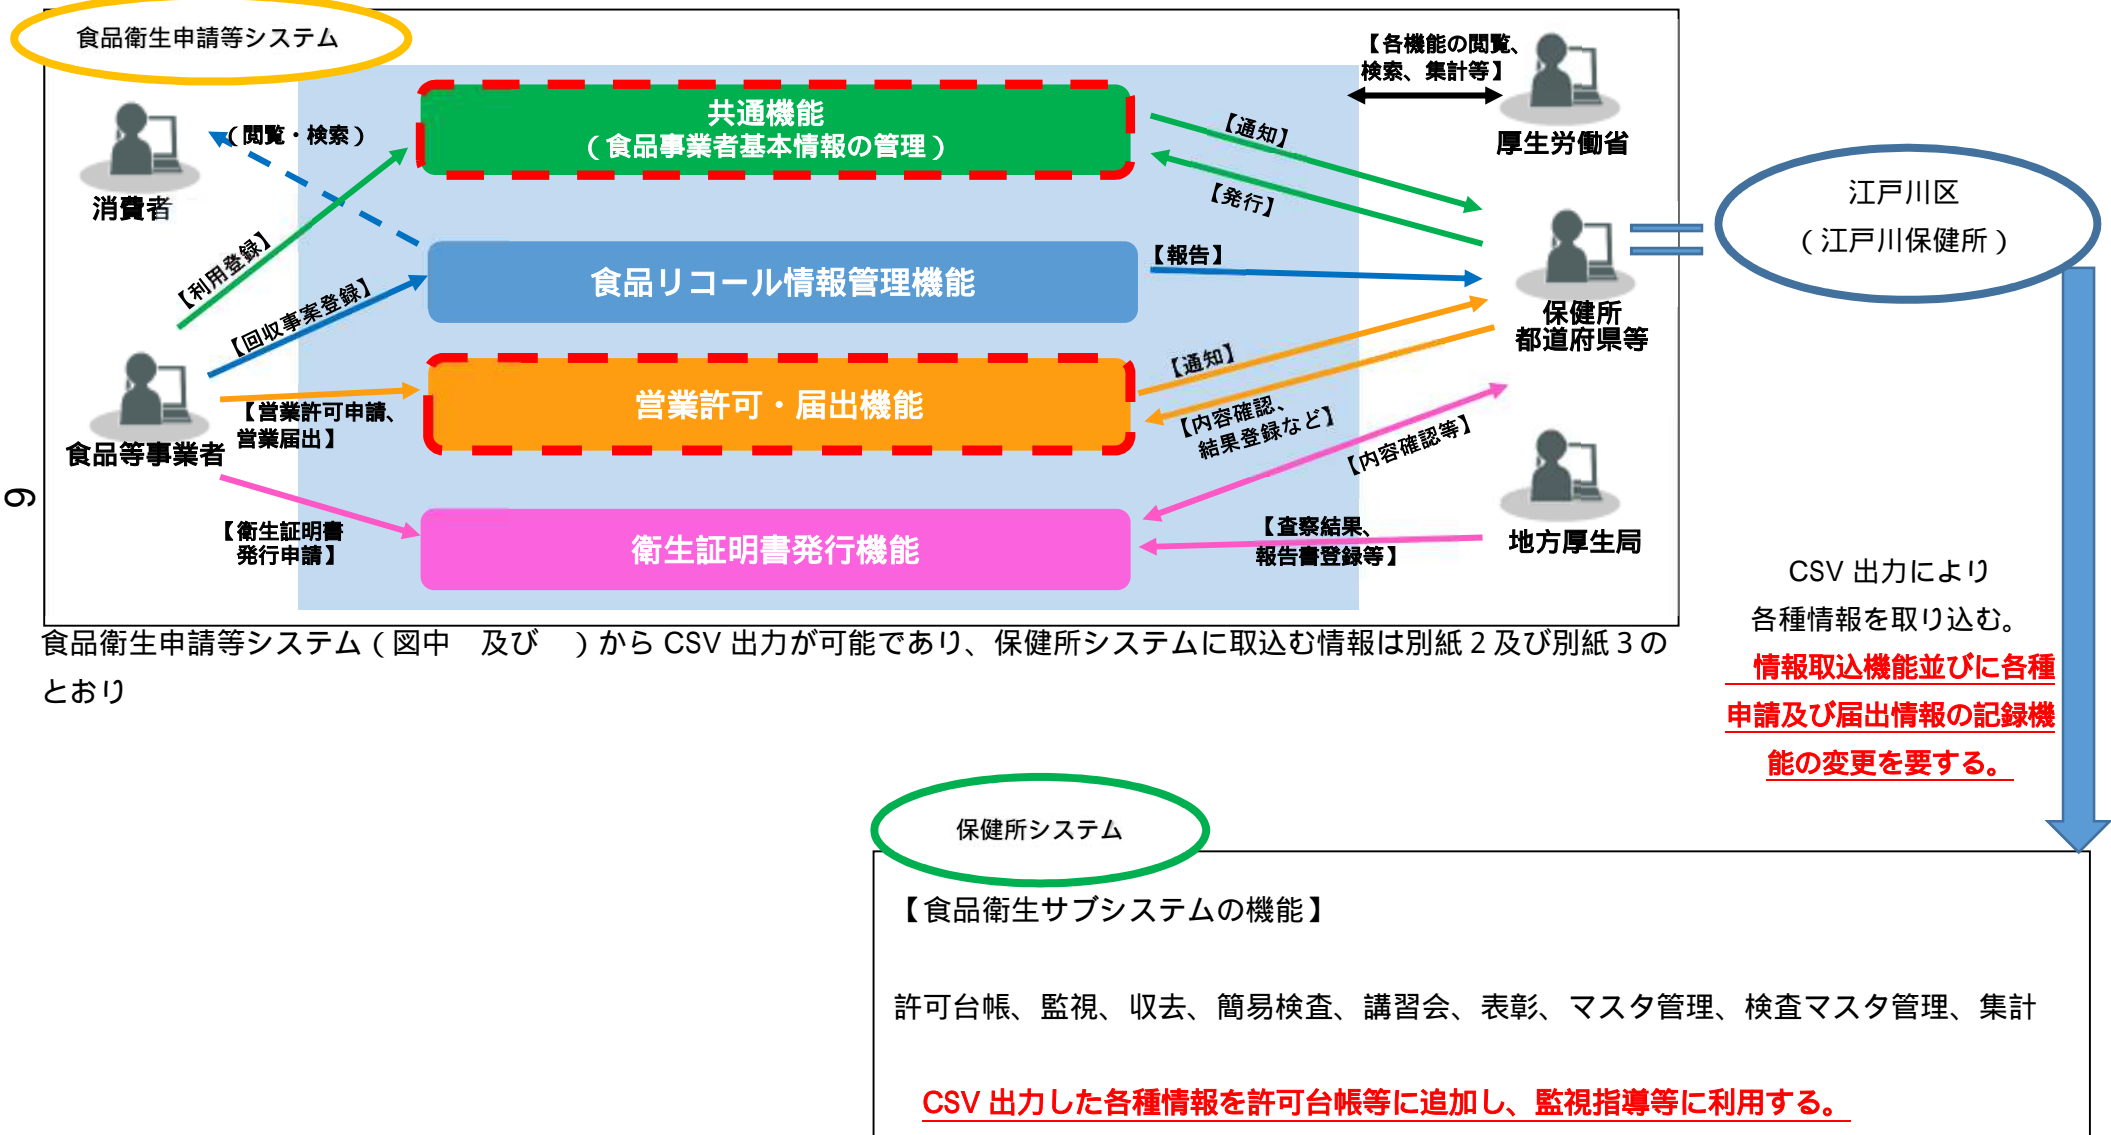 食品衛生申請等システム
【各機能の閲覧、
検索、集計等】
厚生労働省
共通機能
（食品事業者基本情報の管理）
（閲覧・検索）
消費者
【通知】
【発行】
【利用登録】
江戸川区
（江戸川保健所）
食品リコール情報管理機能
【報告】
【回収事案登録】
保健所
都道府県等
営業許可・届出機能
【通知】
【営業許可申請、
営業届出】
【内容確認、
結果登録など】
【内容確認等】
食品等事業者
衛生証明書発行機能
【衛生証明書
発行申請】
【査察結果、
報告書登録等】
地方厚生局
9
食品衛生申請等システム（図中　及び　）から CSV 出力が可能であり、保健所システムに取込む情報は別紙２及び別紙３の
とおり
CSV 出力により
各種情報を取り込む。
情報取込機能並びに各種
申請及び届出情報の記録機
能の変更を要する。
保健所システム
【食品衛生サブシステムの機能】
許可台帳、監視、収去、簡易検査、講習会、表彰、マスタ管理、検査マスタ管理、集計
CSV 出力した各種情報を許可台帳等に追加し、監視指導等に利用する。